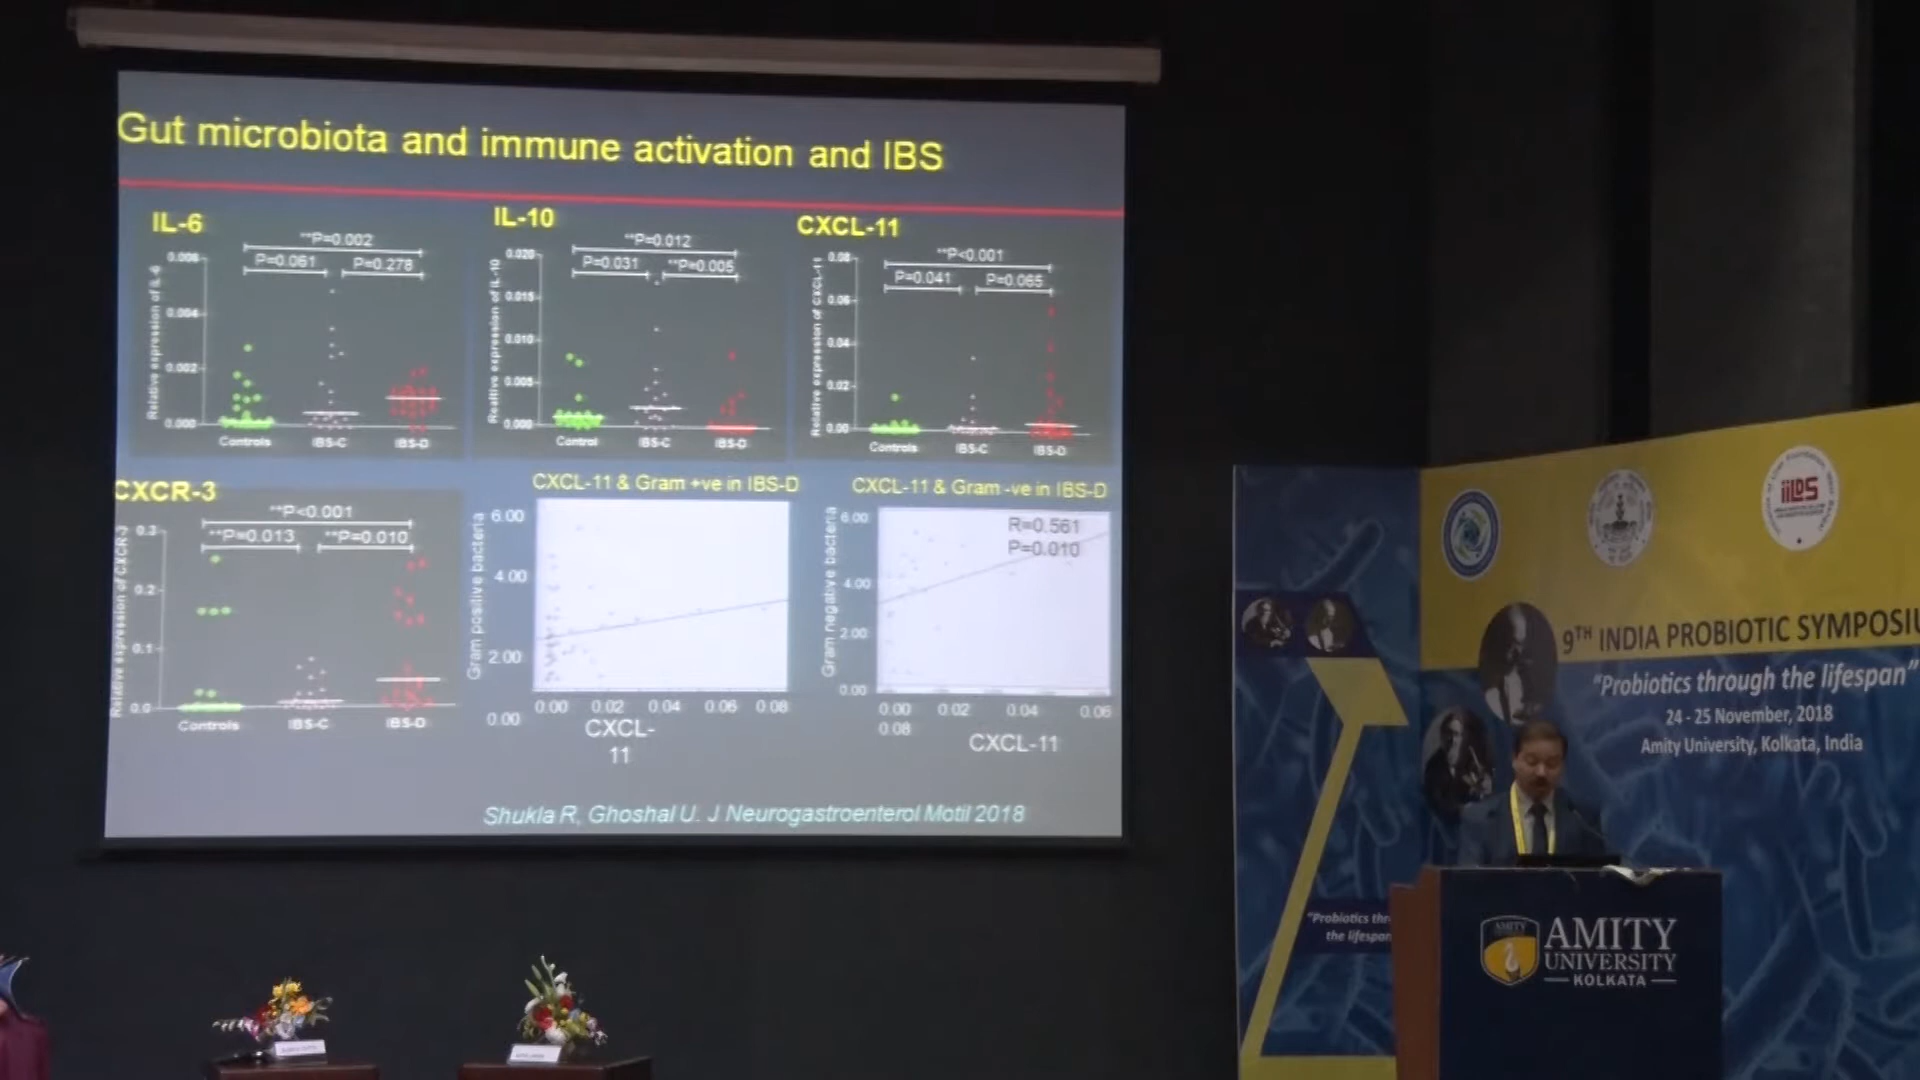 Gut microbiota and immune activation and IBS
IL-6
**P=0.002
P=0.061
P=0.278
Relative expression of IL-6
0.006
0.004
0.002
0.000
Controls
IBS-C
IBS-D
IL-10
**P=0.012
P=0.031
**P=0.005
Realtive expression of IL-10
0.020
0.015
0.010
0.005
0.000
Control
IBS-C
IBS-D
CXCL-11
**P<0.001
P=0.041
P=0.065
Relative expression of CXCL-11
0.08
0.06
0.04
0.02
0.00
Controls
IBS-C
IBS-D
CXCR-3
**P<0.001
**P=0.013
**P=0.010
Relative expression of CXCR-3
0.3
0.2
0.1
0.0
Controls
IBS-C
IBS-D
CXCL-11 & Gram +ve in IBS-D
Gram positive bacteria
6.00
4.00
2.00
0.00
0.00 0.02 0.04 0.06 0.08
CXCL-
11
CXCL-11 & Gram -ve in IBS-D
R=0.561
P=0.010
Gram negative bacteria
6.00
4.00
2.00
0.00
0.00 0.02 0.04 0.06
0.08
CXCL-11
Shukla R, Ghoshal U. J Neurogastroenterol Motil 2018
iiLDS
9TH INDIA PROBIOTIC SYMPOSIU
"Probiotics through the lifespan"
24 - 25 November, 2018
Amity University, Kolkata, India
"Probiotics thr
the lifespan
AMITY
AMITY
UNIVERSITY
KOLKATA